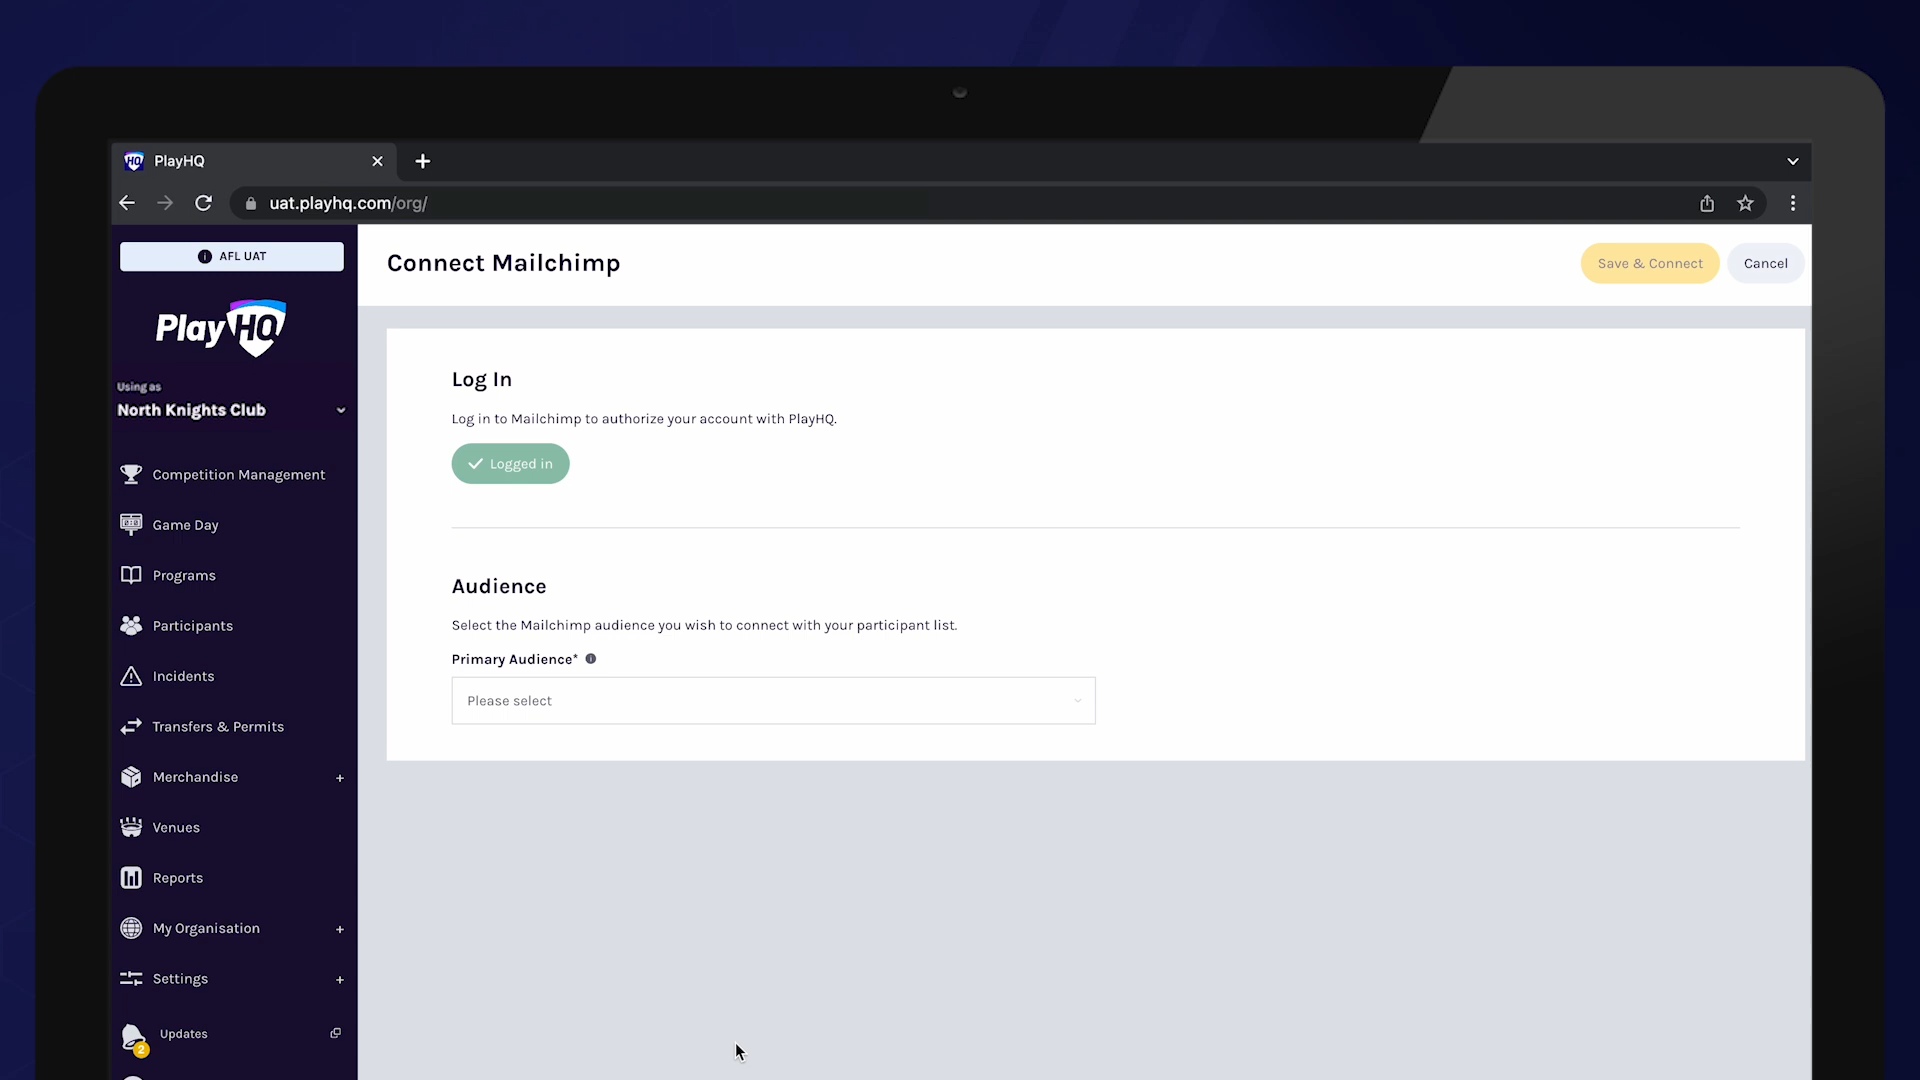 PlayHQ
uat.playhq.com/org/
AFL UAT
PlayHQ
Using as
North Knights Club
Competition Management
Game Day
Programs
Participants
Incidents
Transfers & Permits
Merchandise
Venues
Reports
My Organisation
Settings
Updates
2
Connect Mailchimp
Save & Connect
Cancel
Log In
Log in to Mailchimp to authorize your account with PlayHQ.
Logged in
Audience
Select the Mailchimp audience you wish to connect with your participant list.
Primary Audience*
Please select